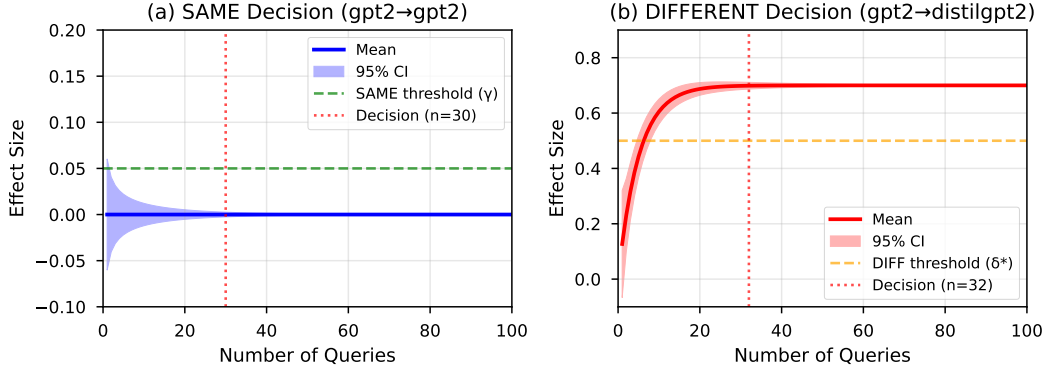 (a) SAME Decision (gpt2→gpt2)
0.20
0.15
0.10
0.05
0.00
−0.05
−0.10
Effect Size
0
20
40
60
80
100
Number of Queries
Mean
95% CI
SAME threshold (γ)
Decision (n=30)
(b) DIFFERENT Decision (gpt2→distilgpt2)
0.8
0.6
0.4
0.2
0.0
Effect Size
0
20
40
60
80
100
Number of Queries
Mean
95% CI
DIFF threshold (δ*)
Decision (n=32)